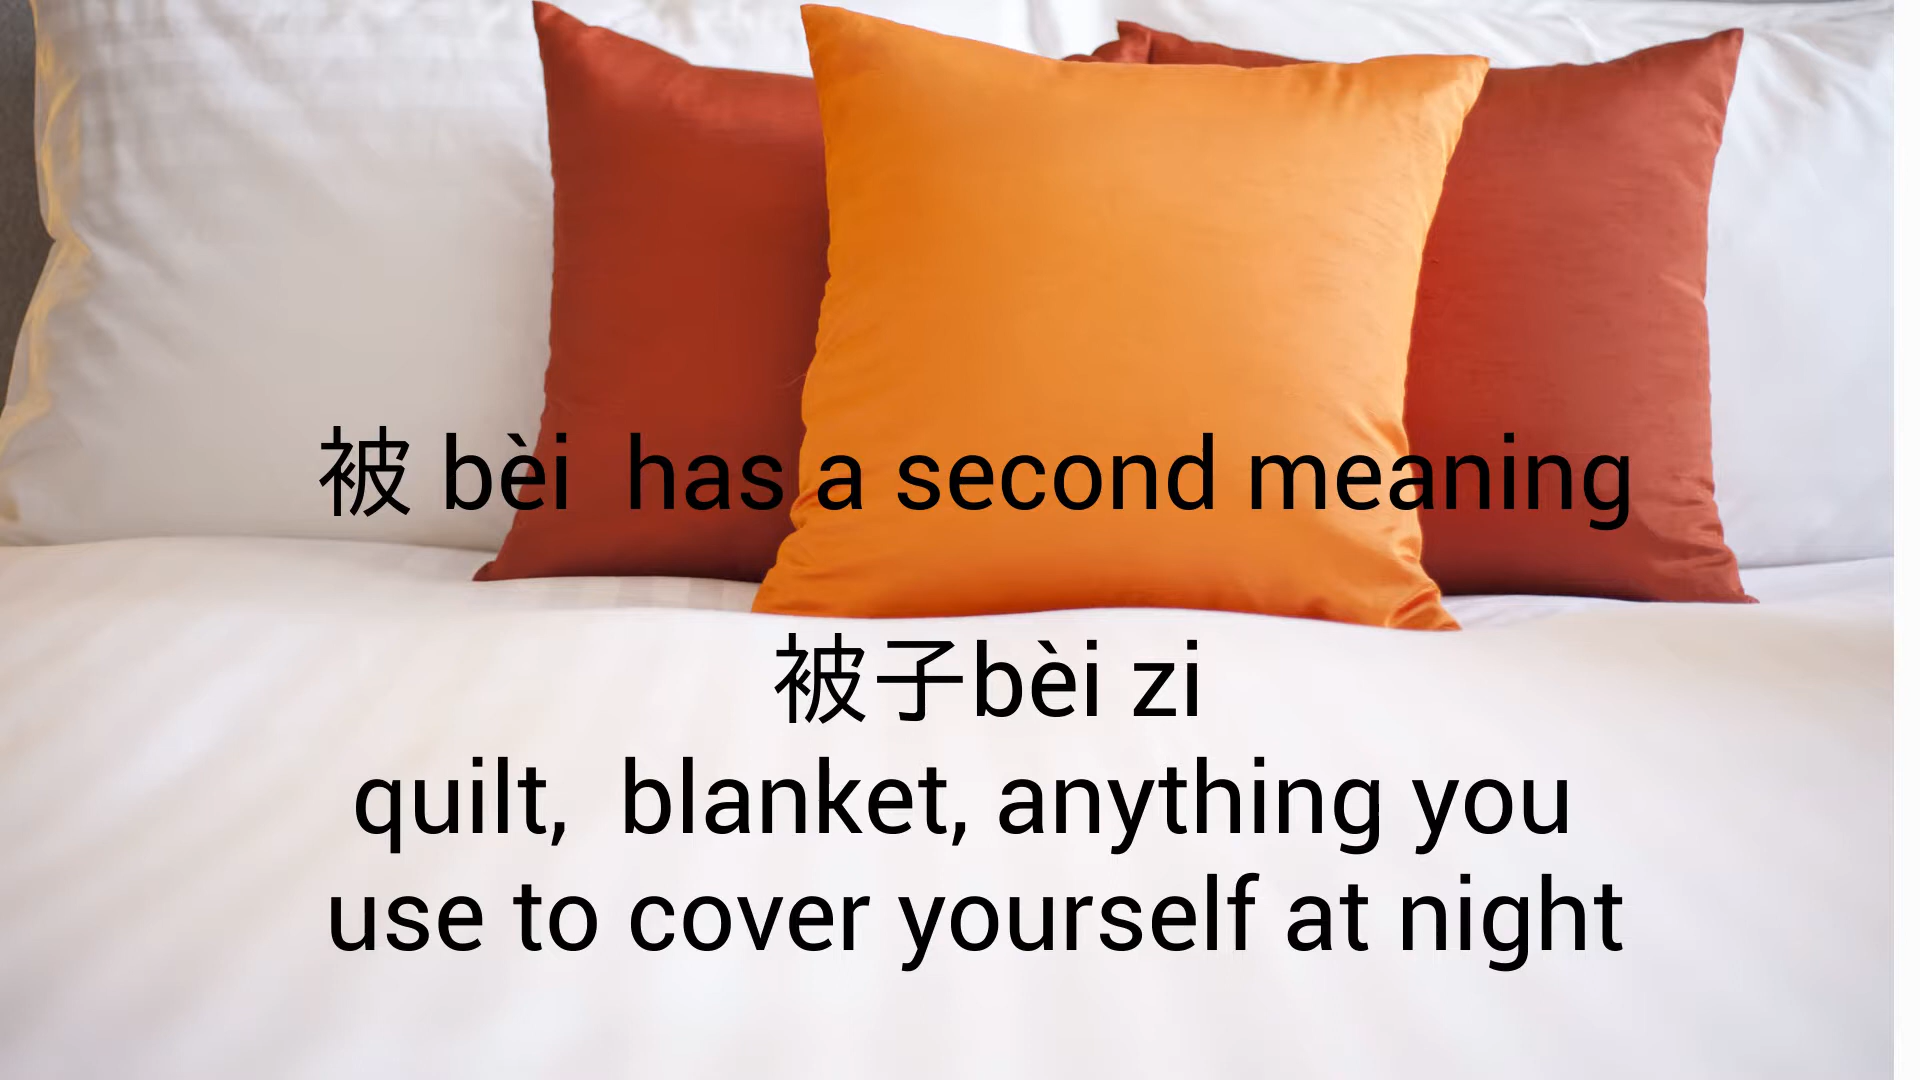 被 bèi  has a second meaning
被子bèi zi
quilt,  blanket, anything you
use to cover yourself at night